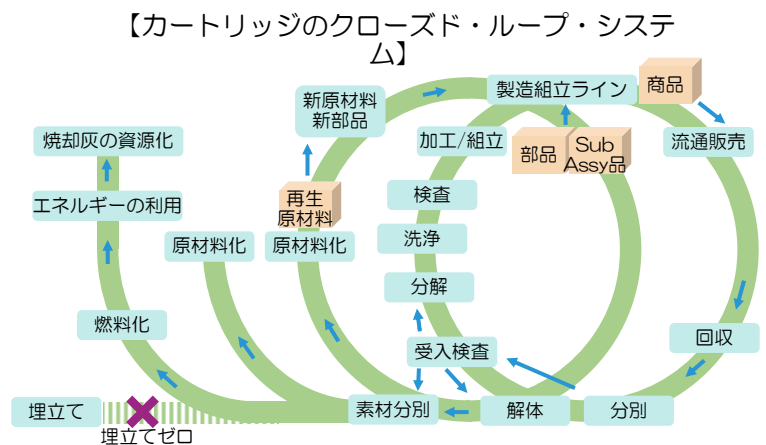 【カートリッジのクローズド・ループ・システ
ム】
製造組立ライン
商品
新原材料
新部品
焼却灰の資源化
加工/組立
部品
Sub
Assy品
流通販売
エネルギーの利用
再生
原材料
検査
原材料化
原材料化
洗浄
分解
燃料化
回収
受入検査
埋立て
素材分別
解体
分別
埋立てゼロ